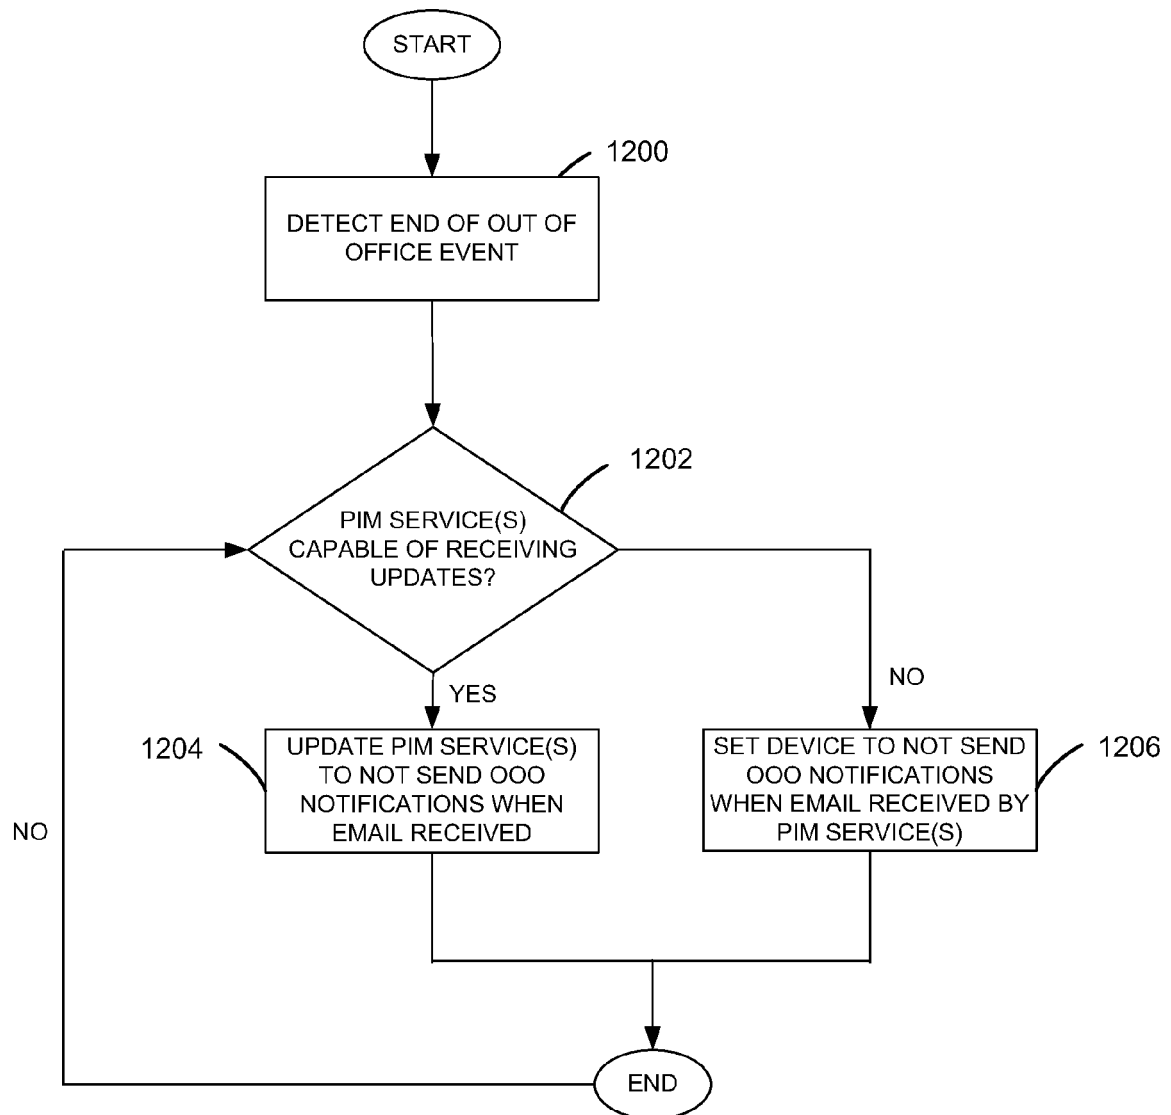 START
1200
DETECT END OF OUT OF
OFFICE EVENT
1202
PIM SERVICE(S)
CAPABLE OF RECEIVING
UPDATES?
YES
NO
1204
UPDATE PIM SERVICE(S)
TO NOT SEND OOO
NOTIFICATIONS WHEN
EMAIL RECEIVED
SET DEVICE TO NOT SEND
OOO NOTIFICATIONS
WHEN EMAIL RECEIVED BY
PIM SERVICE(S)
1206
NO
END